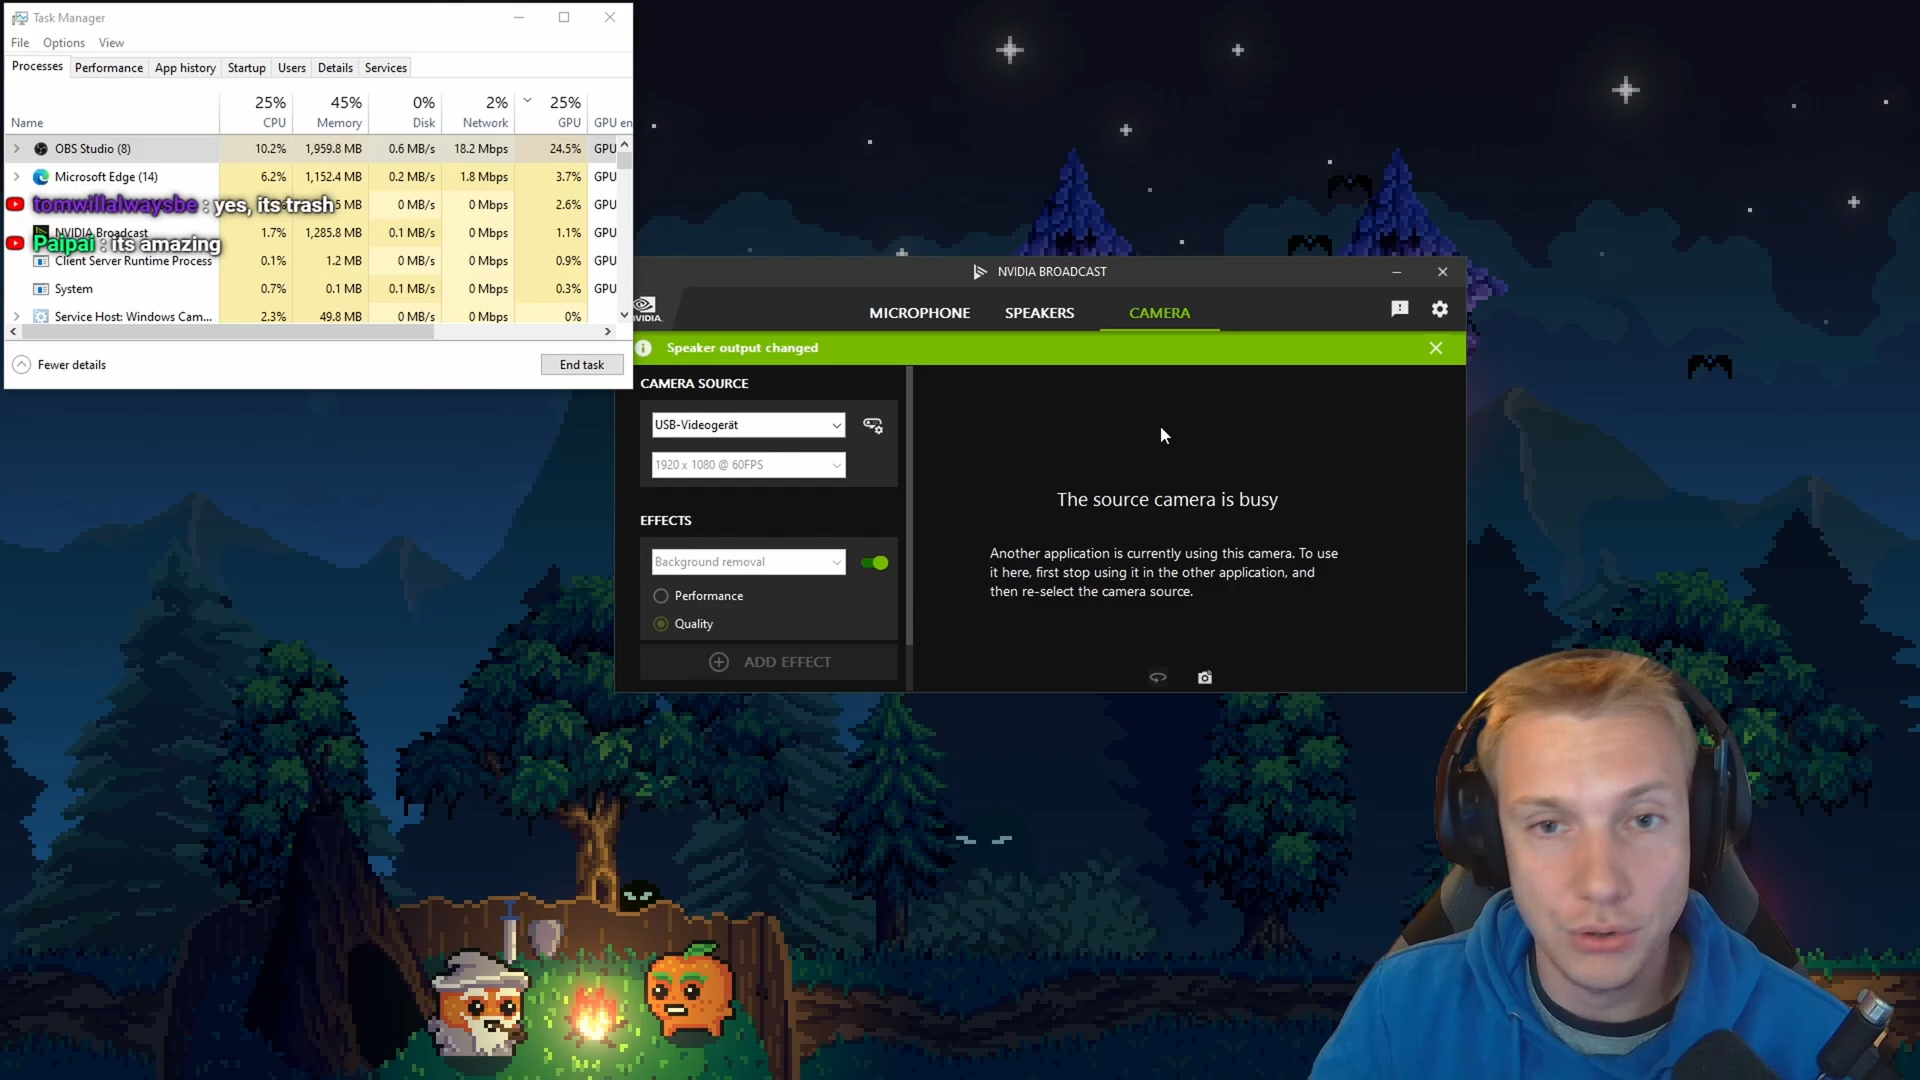 Task Manager
File Options View
Processes Performance App history Startup Users Details Services
25% 45% 0% 2% 25%
Name CPU Memory Disk Network GPU GPU en
OBS Studio (8) 10.2% 1,959.8 MB 0.6 MB/s 18.2 Mbps 24.5% GPU
Microsoft Edge (14) 6.2% 1,152.4 MB 0.2 MB/s 1.8 Mbps 3.7% GPU
tomwillalwaysbe : yes, its trash
MB 0 MB/s 0 Mbps 2.6% GPU
NVIDIA Broadcast 1.7% 1,285.8 MB 0.1 MB/s 0 Mbps 1.1% GPU
Paipai : its amazing
Client Server Runtime Process 0.1% 1.2 MB 0 MB/s 0 Mbps 0.9% GPU
System 0.7% 0.1 MB 0.1 MB/s 0 Mbps 0.3% GPU
Service Host: Windows Cam... 2.3% 49.8 MB 0 MB/s 0 Mbps 0%
Fewer details
End task
NVIDIA BROADCAST
NVIDIA.
MICROPHONE SPEAKERS CAMERA
Speaker output changed
CAMERA SOURCE
USB-Videogerät
1920 x 1080 @ 60FPS
EFFECTS
Background removal
Performance
Quality
ADD EFFECT
The source camera is busy
Another application is currently using this camera. To use
it here, first stop using it in the other application, and
then re-select the camera source.